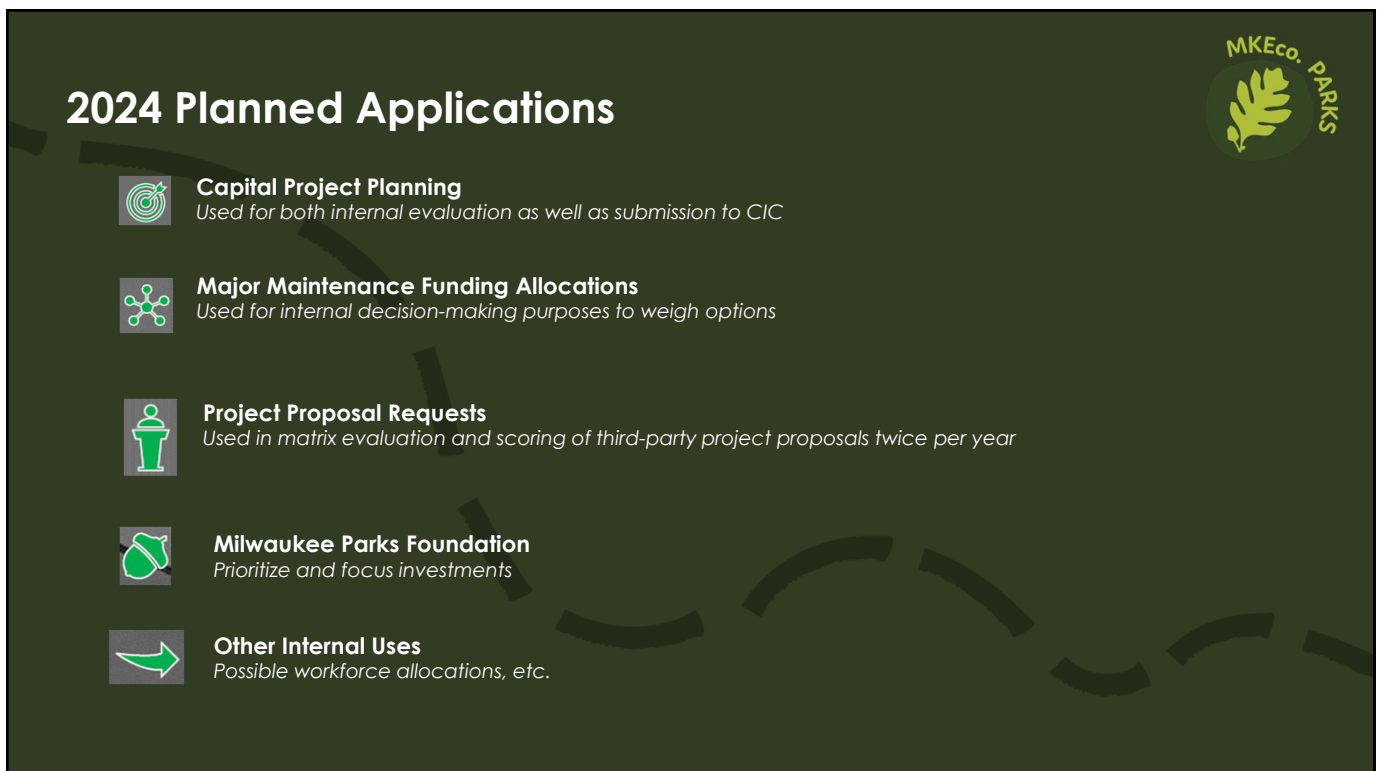 MKEco. PARKS
2024 Planned Applications
Capital Project Planning
Used for both internal evaluation as well as submission to CIC
Major Maintenance Funding Allocations
Used for internal decision-making purposes to weigh options
Project Proposal Requests
Used in matrix evaluation and scoring of third-party project proposals twice per year
Milwaukee Parks Foundation
Prioritize and focus investments
Other Internal Uses
Possible workforce allocations, etc.